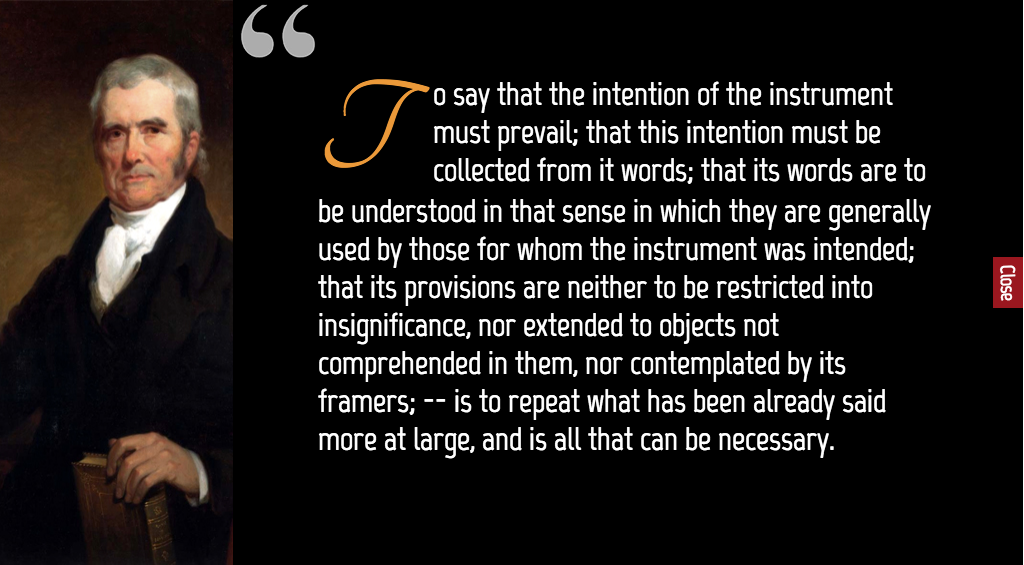 “
To say that the intention of the instrument
must prevail; that this intention must be
collected from it words; that its words are to
be understood in that sense in which they are generally
used by those for whom the instrument was intended;
that its provisions are neither to be restricted into
insignificance, nor extended to objects not
comprehended in them, nor contemplated by its
framers; -- is to repeat what has been already said
more at large, and is all that can be necessary.
Close